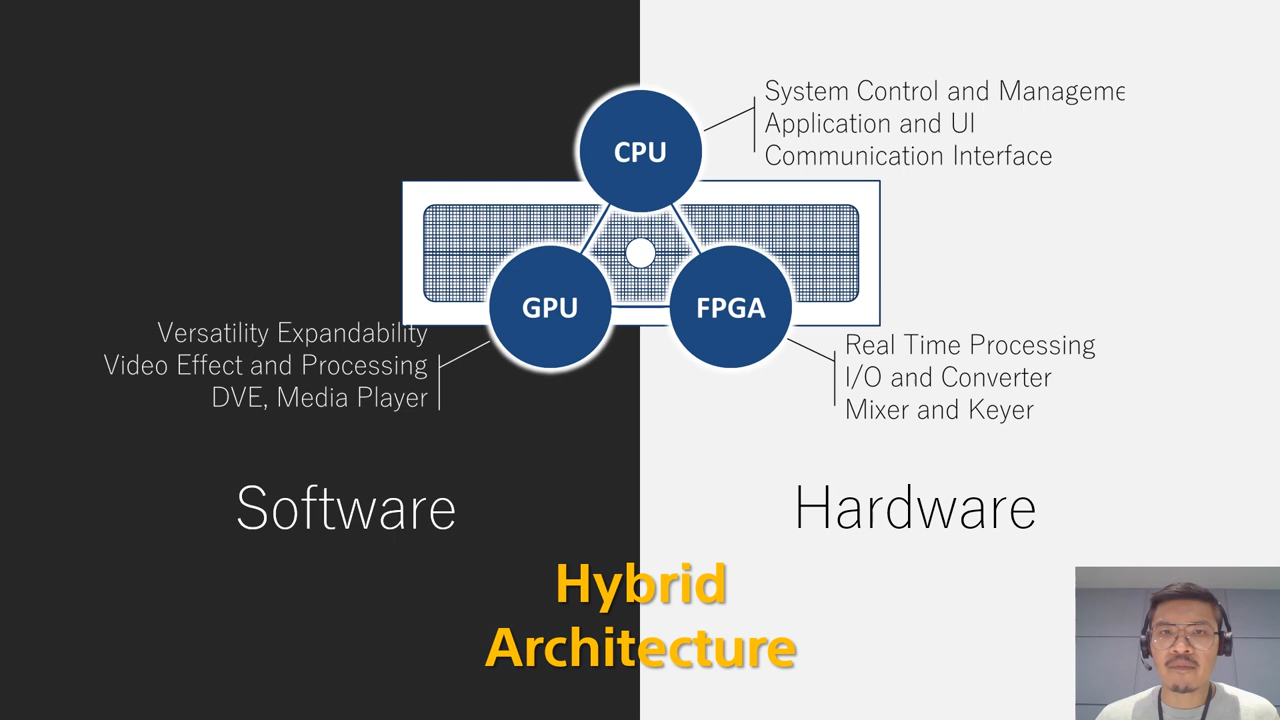 CPU
System Control and Manageme
Application and UI
Communication Interface
GPU
FPGA
Versatility Expandability
Video Effect and Processing
DVE, Media Player
Real Time Processing
I/O and Converter
Mixer and Keyer
Software
Hardware
Hybrid
Architecture